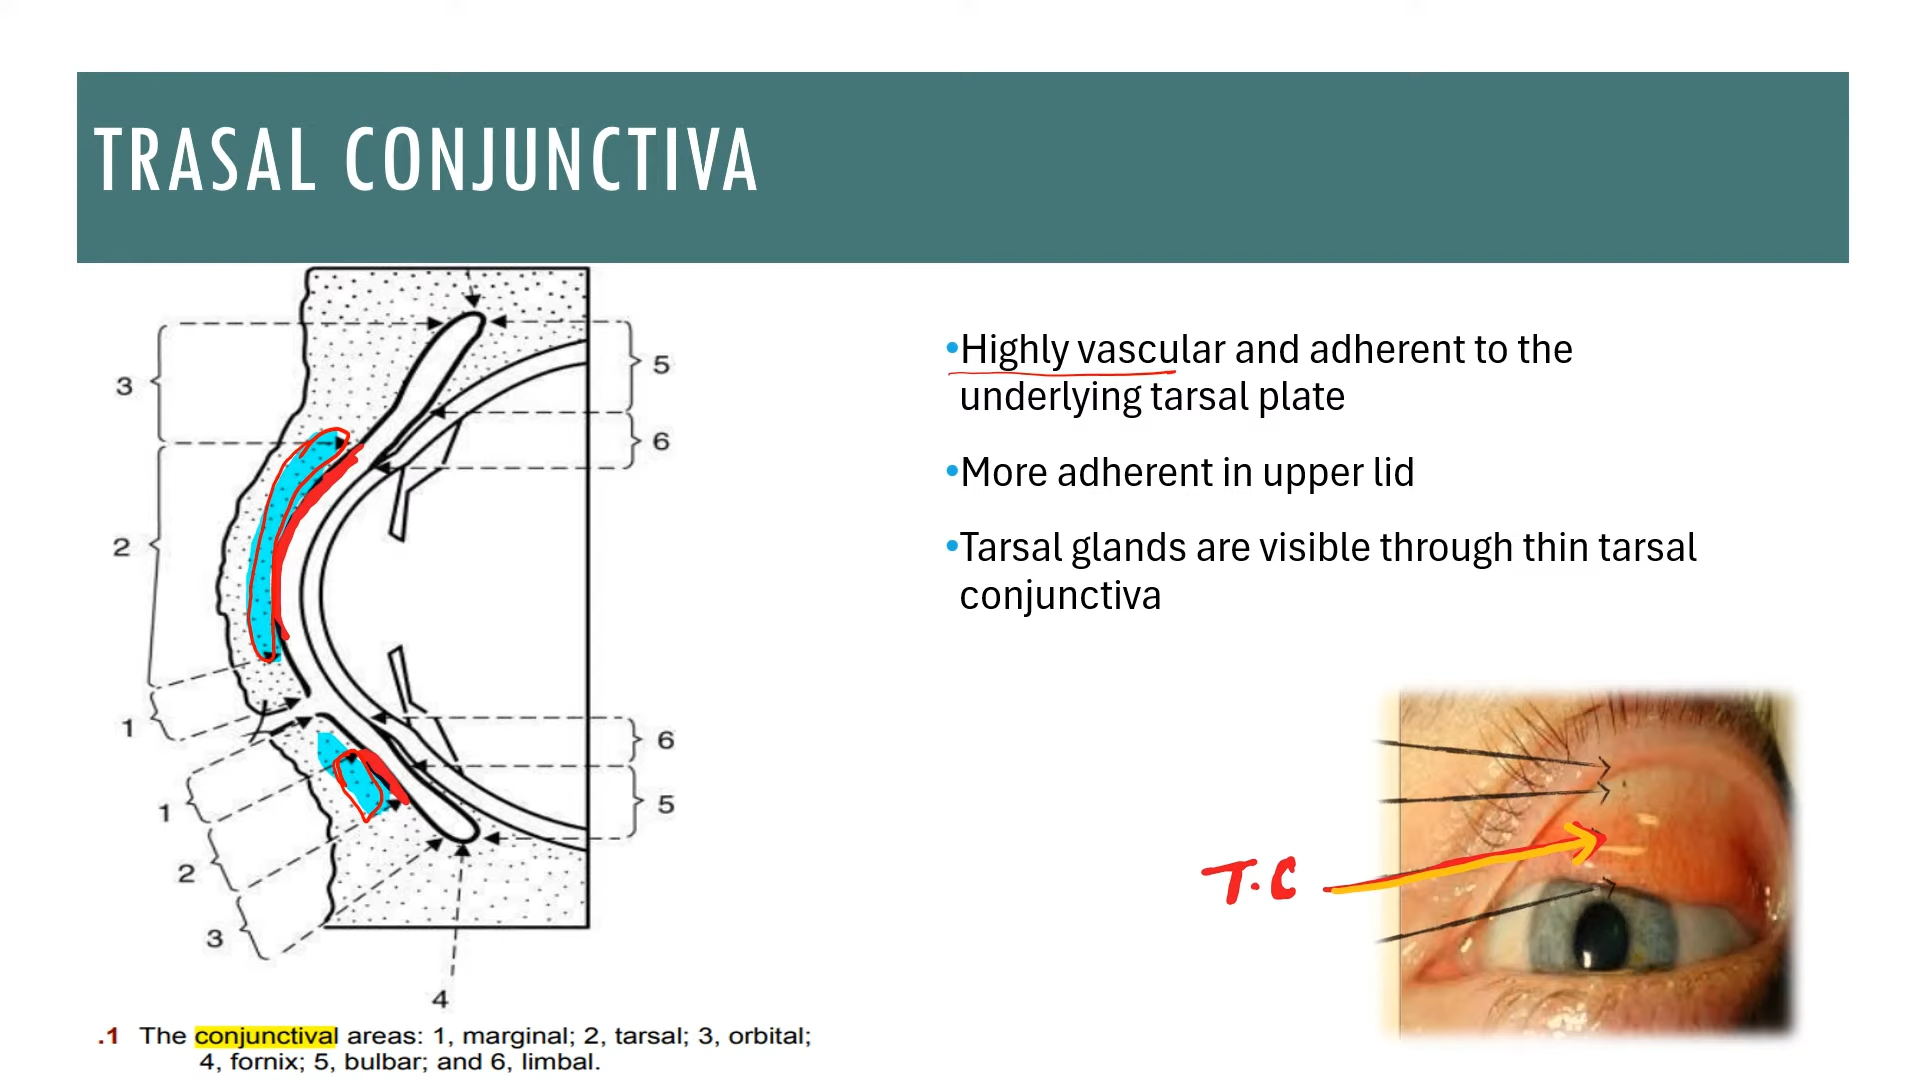 TRASAL CONJUNCTIVA
3
2
1
1
2
3
4
5
6
6
5
•Highly vascular and adherent to the
underlying tarsal plate
•More adherent in upper lid
•Tarsal glands are visible through thin tarsal
conjunctiva
T.C
.1 The conjunctival areas: 1, marginal; 2, tarsal; 3, orbital;
4, fornix; 5, bulbar; and 6, limbal.